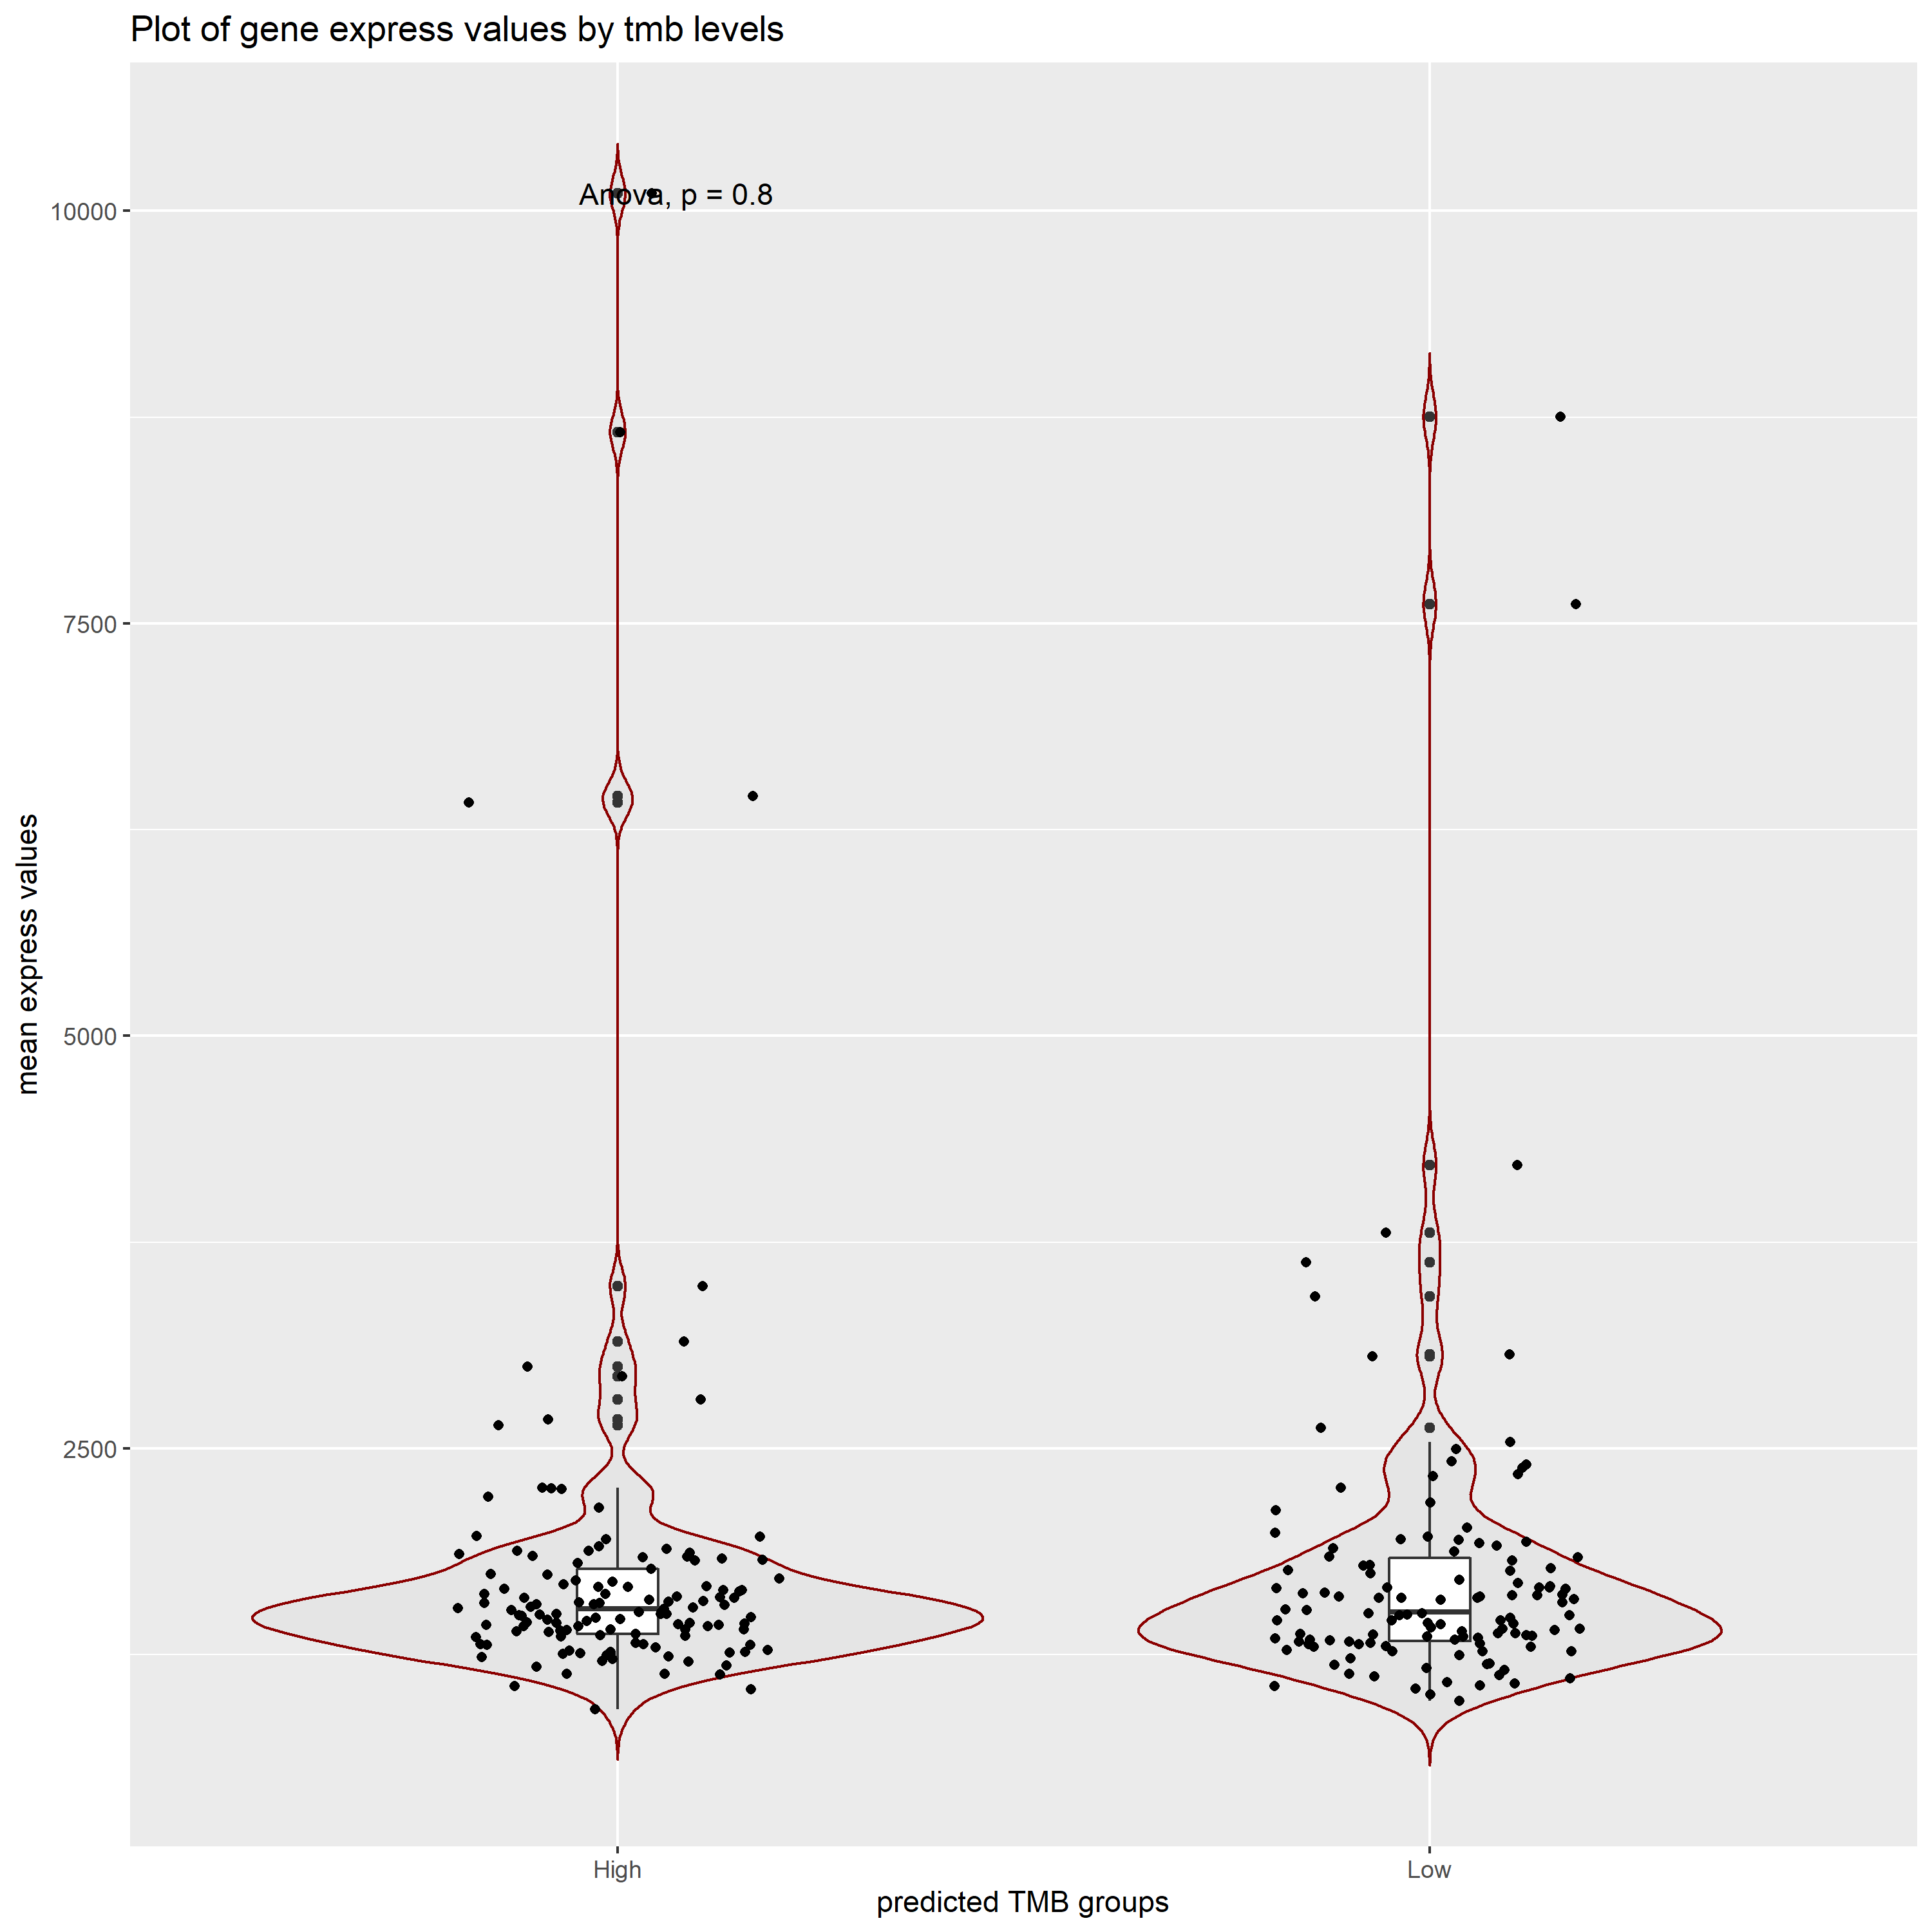 Plot of gene express values by tmb levels
Anova, p = 0.8
10000
7500
5000
2500
mean express values
High
Low
predicted TMB groups